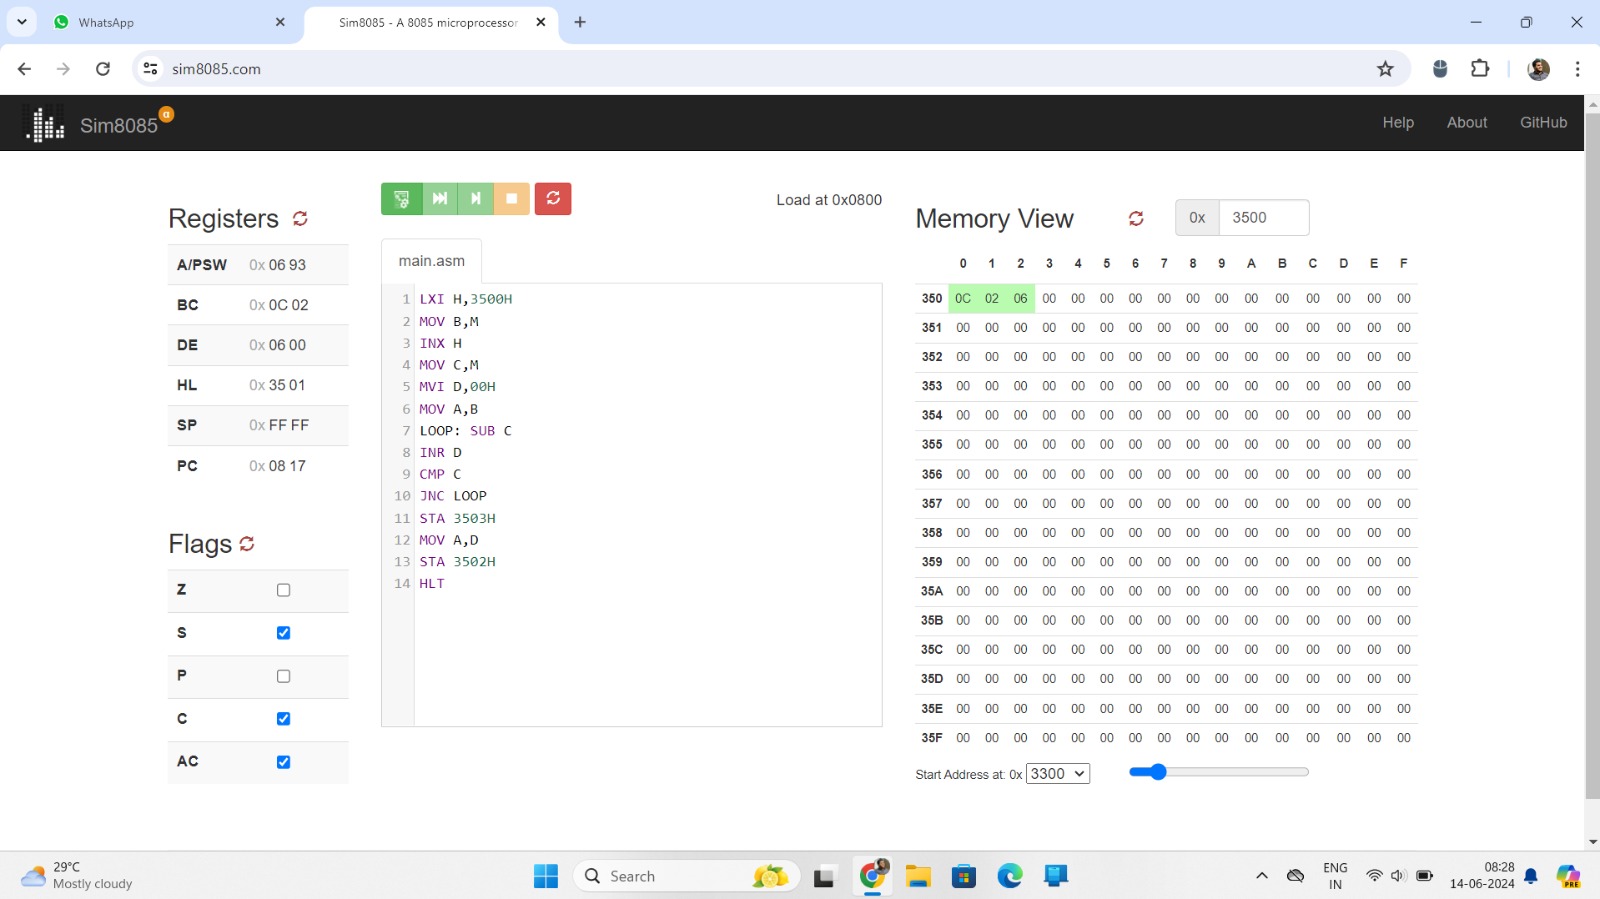 WhatsApp
Sim8085 - A 8085 microprocessor
sim8085.com
Sim8085 α
Help About GitHub
Registers
A/PSW 0x 06 93
BC 0x 0C 02
DE 0x 06 00
HL 0x 35 01
SP 0x FF FF
PC 0x 08 17
Flags
Z
S
P
C
AC
Load at 0x0800
main.asm
1 LXI H,3500H
2 MOV B,M
3 INX H
4 MOV C,M
5 MVI D,00H
6 MOV A,B
7 LOOP: SUB C
8 INR D
9 CMP C
10 JNC LOOP
11 STA 3503H
12 MOV A,D
13 STA 3502H
14 HLT
Memory View 0x 3500
0 1 2 3 4 5 6 7 8 9 A B C D E F
350 0C 02 06 00 00 00 00 00 00 00 00 00 00 00 00 00
351 00 00 00 00 00 00 00 00 00 00 00 00 00 00 00 00
352 00 00 00 00 00 00 00 00 00 00 00 00 00 00 00 00
353 00 00 00 00 00 00 00 00 00 00 00 00 00 00 00 00
354 00 00 00 00 00 00 00 00 00 00 00 00 00 00 00 00
355 00 00 00 00 00 00 00 00 00 00 00 00 00 00 00 00
356 00 00 00 00 00 00 00 00 00 00 00 00 00 00 00 00
357 00 00 00 00 00 00 00 00 00 00 00 00 00 00 00 00
358 00 00 00 00 00 00 00 00 00 00 00 00 00 00 00 00
359 00 00 00 00 00 00 00 00 00 00 00 00 00 00 00 00
35A 00 00 00 00 00 00 00 00 00 00 00 00 00 00 00 00
35B 00 00 00 00 00 00 00 00 00 00 00 00 00 00 00 00
35C 00 00 00 00 00 00 00 00 00 00 00 00 00 00 00 00
35D 00 00 00 00 00 00 00 00 00 00 00 00 00 00 00 00
35E 00 00 00 00 00 00 00 00 00 00 00 00 00 00 00 00
35F 00 00 00 00 00 00 00 00 00 00 00 00 00 00 00 00
Start Address at: 0x 3300
29°C
Mostly cloudy
Search
ENG
IN
08:28
14-06-2024
PRE